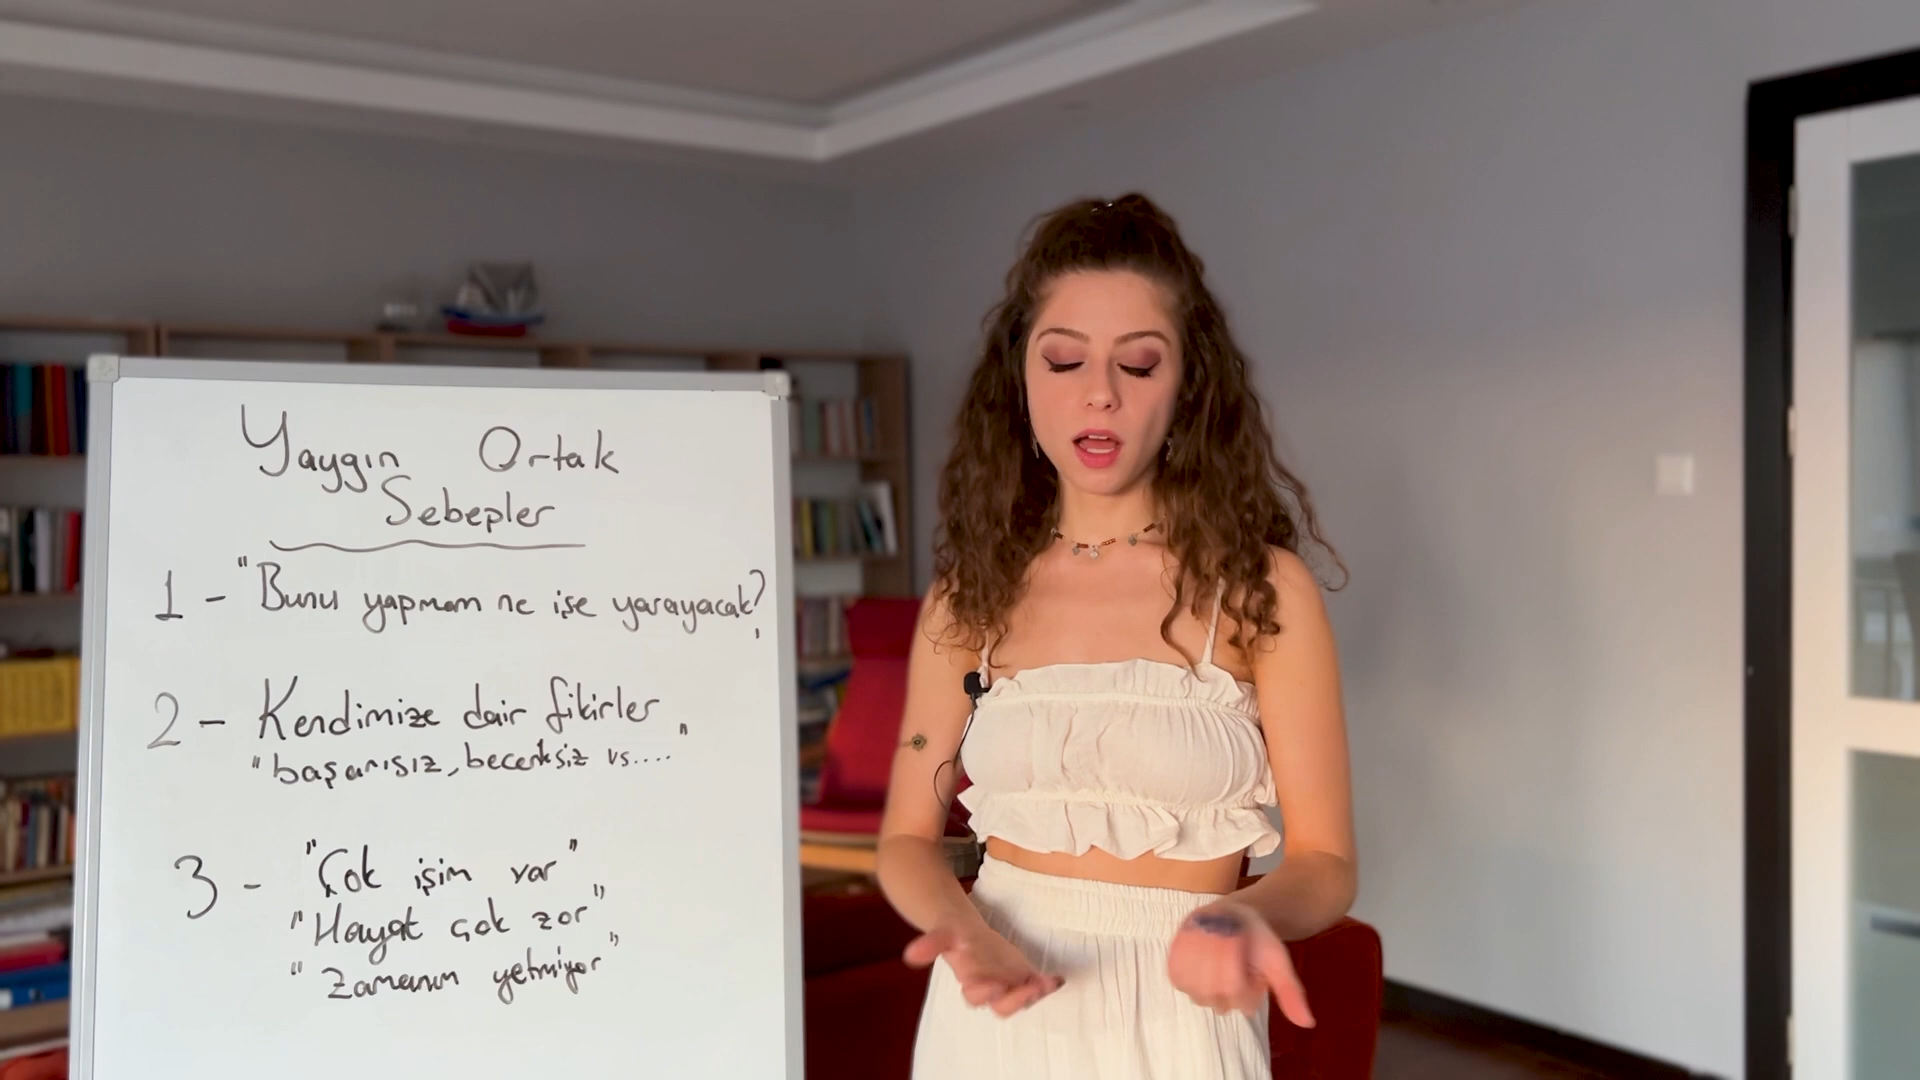 Yaygın Ortak
Sebepler
1 - "Bunu yapmam ne işe yarayacak?"
2 - Kendimize dair fikirler
"başarısız, beceriksiz vs...."
3 - "Çok işim var"
"Hayat çok zor"
"Zamanım yetmiyor"